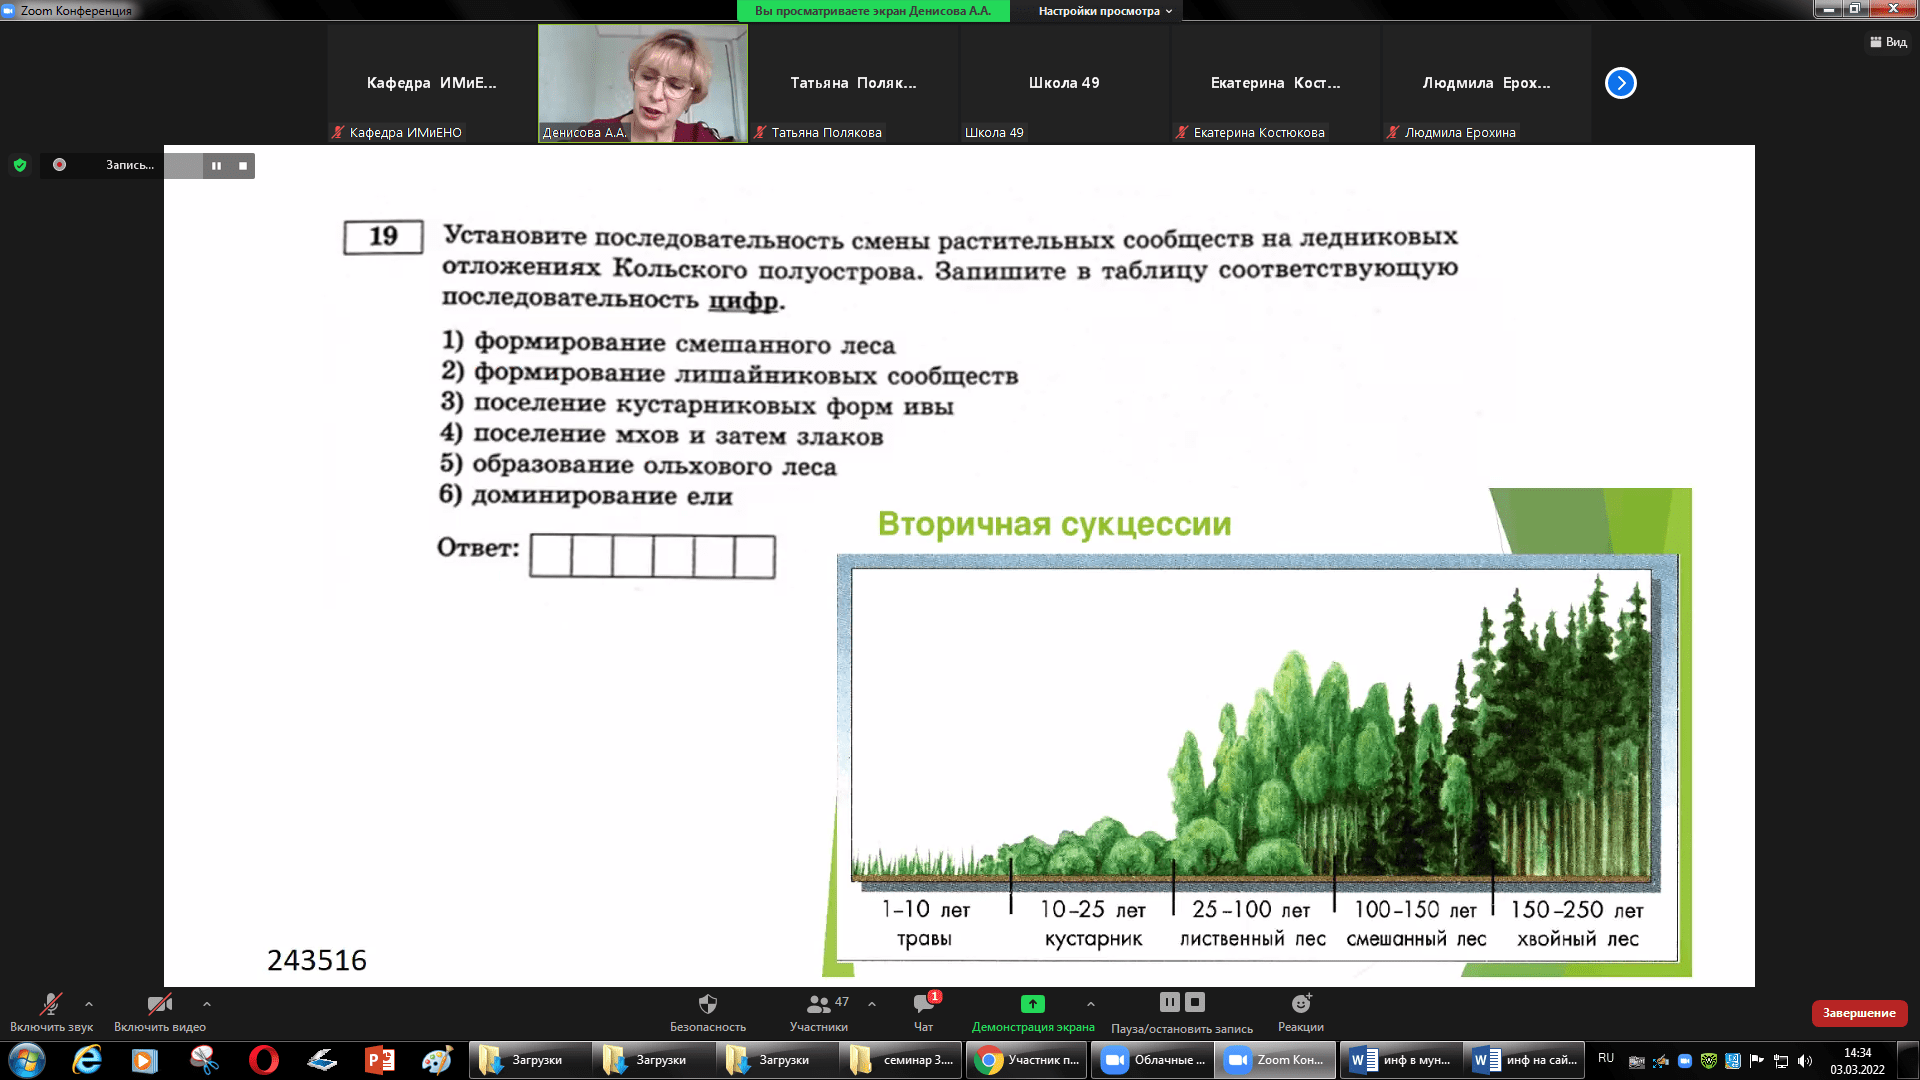 Zoom Конференция
Вы просматриваете экран Денисова А.А.
Настройки просмотра
Вид
Кафедра ИМиЕ...
Татьяна Поляк...
Школа 49
Екатерина Кост...
Людмила Ерох...
Кафедра ИМиЕНО
Денисова А.А.
Татьяна Полякова
Школа 49
Екатерина Костюкова
Людмила Ерохина
Запись...
19
Установите последовательность смены растительных сообществ на ледниковых
отложениях Кольского полуострова. Запишите в таблицу соответствующую
последовательность цифр.
1) формирование смешанного леса
2) формирование лишайниковых сообществ
3) поселение кустарниковых форм ивы
4) поселение мхов и затем злаков
5) образование ольхового леса
6) доминирование ели
Ответ:
Вторичная сукцессии
1–10 лет
10–25 лет
25–100 лет
100–150 лет
150–250 лет
травы
кустарник
лиственный лес
смешанный лес
хвойный лес
243516
Включить звук
Включить видео
Безопасность
47
Участники
1
Чат
Демонстрация экрана
Пауза/остановить запись
Реакции
Завершение
Загрузки
Загрузки
Загрузки
семинар 3....
Участник п...
Облачные ...
Zoom Кон...
инф в мун...
инф на сай...
RU
14:34
03.03.2022